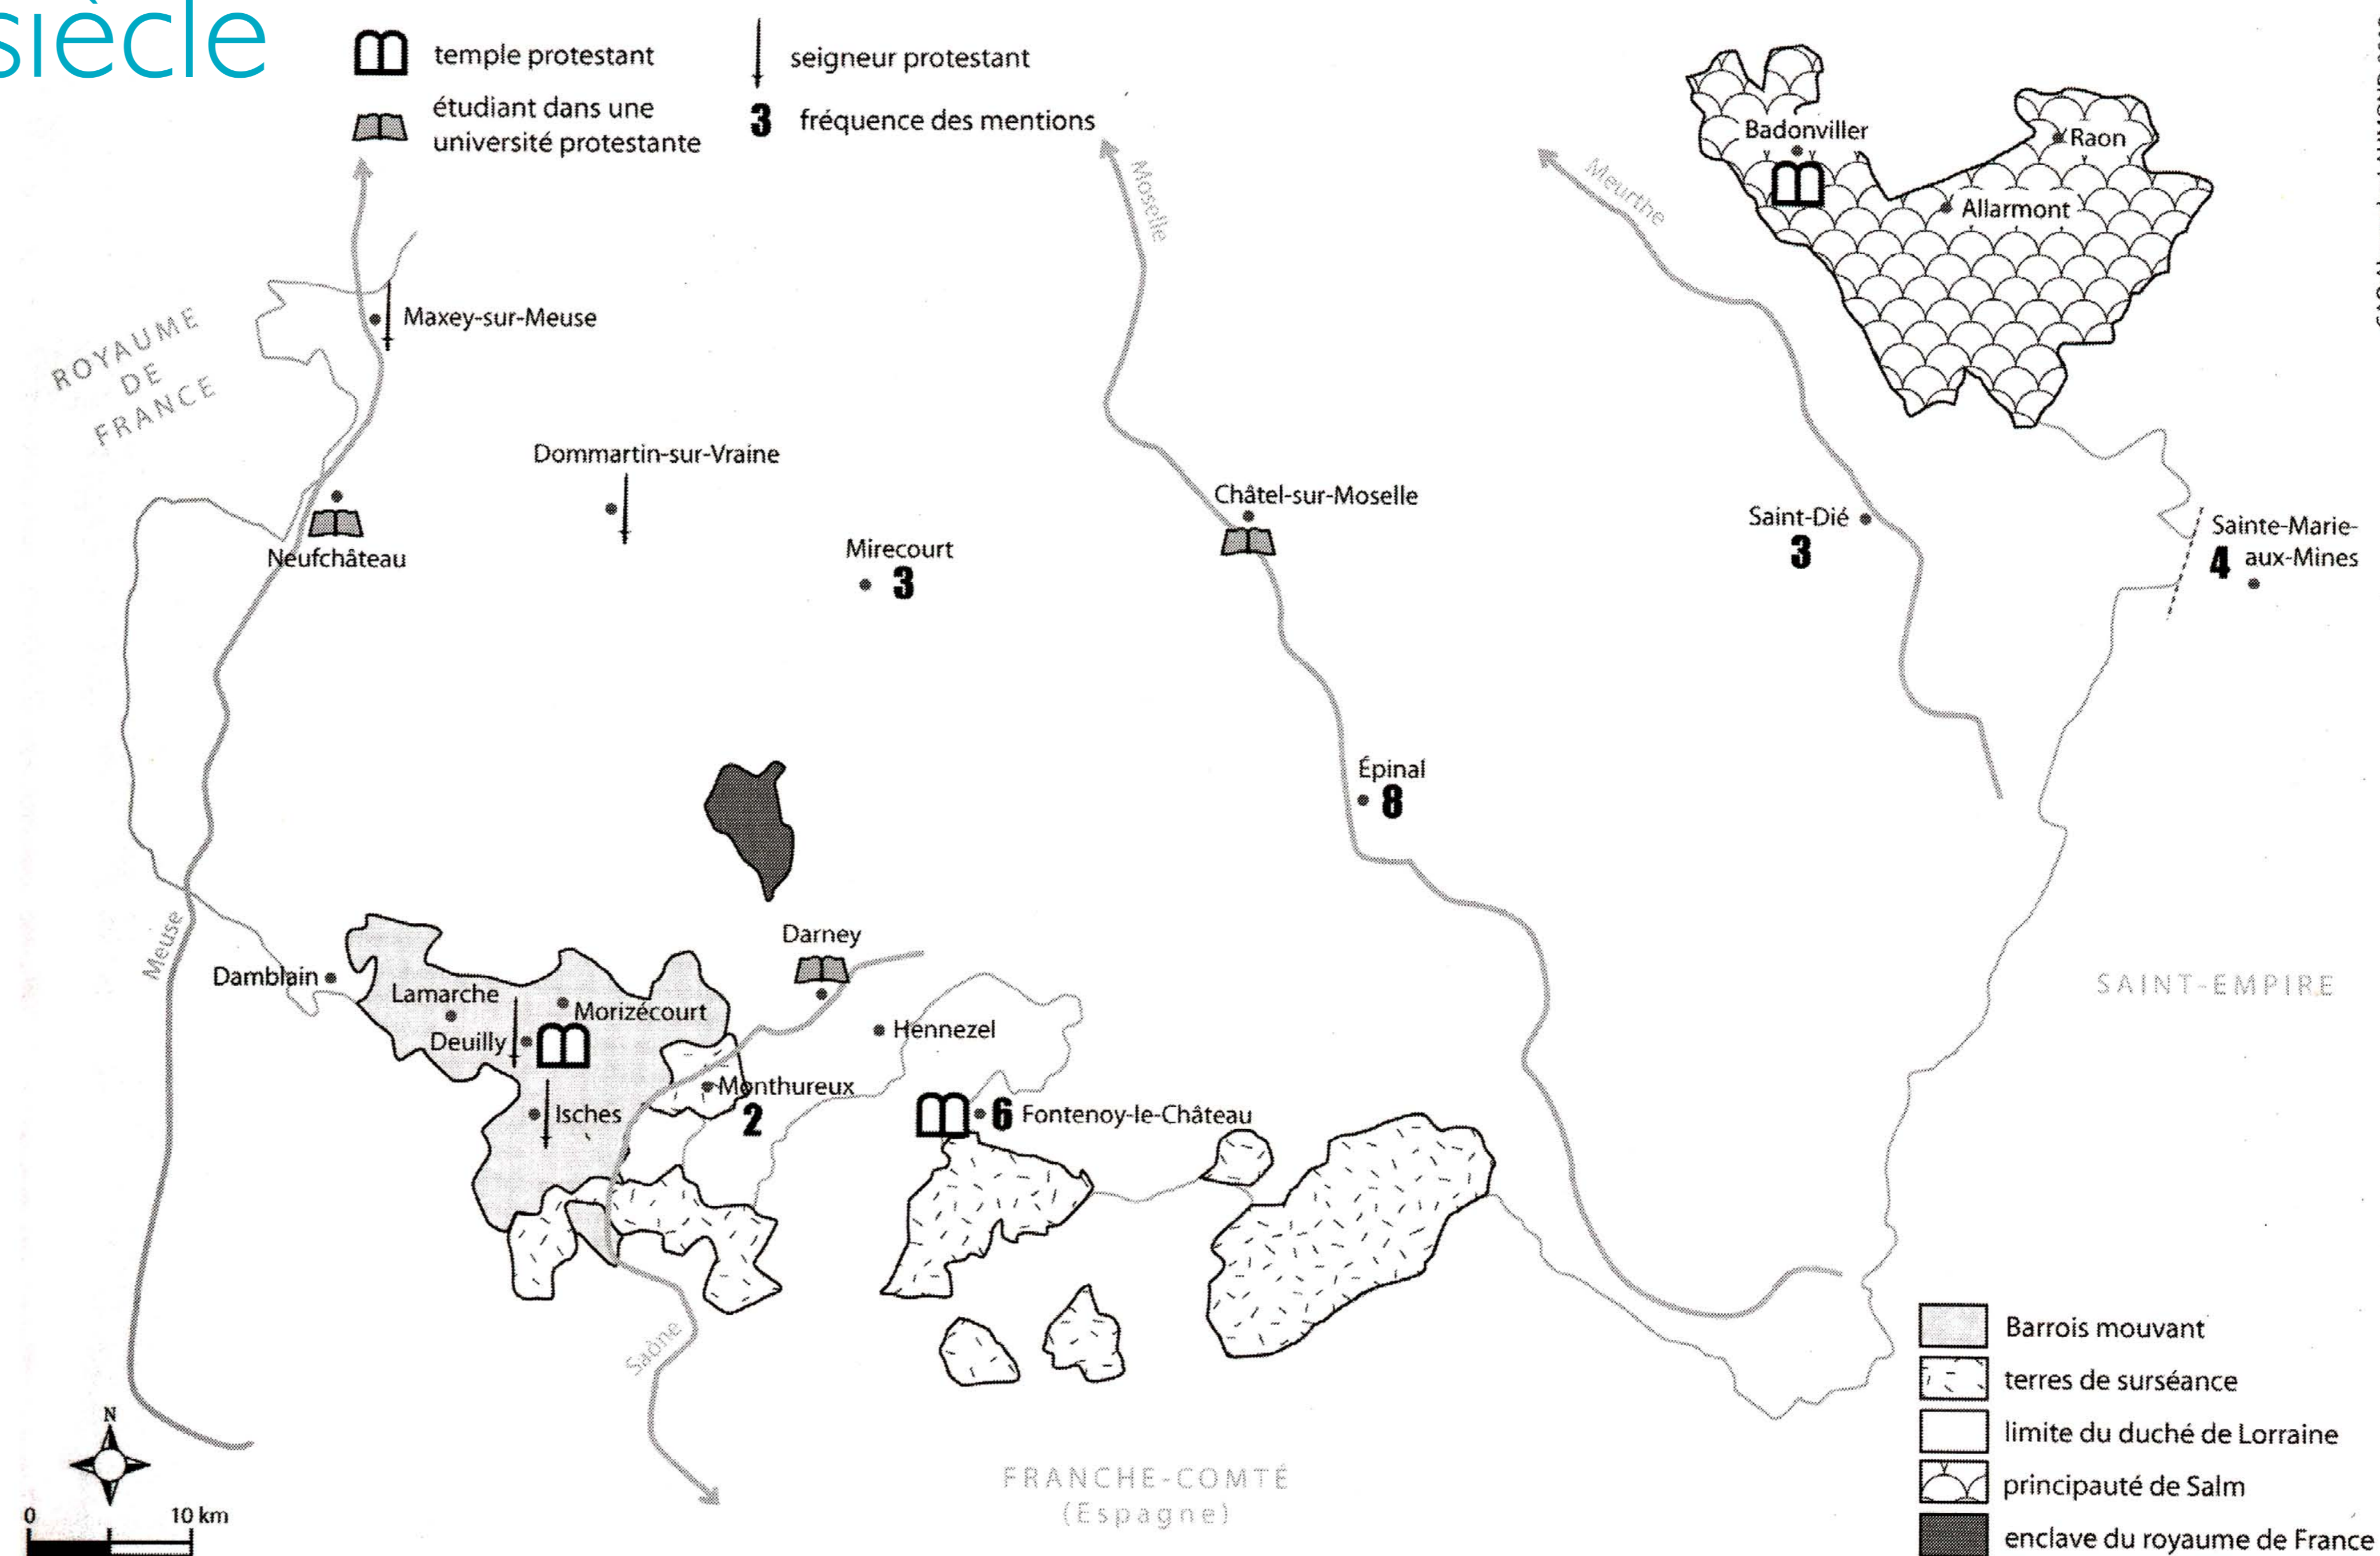 siècle
temple protestant
étudiant dans une
université protestante
seigneur protestant
3 fréquence des mentions
Moselle
Meurthe
Badonviller
Raon
Allarmont
Maxey-sur-Meuse
ROYAUME
DE
FRANCE
Dommartin-sur-Vraine
Neufchâteau
Mirecourt
3
Châtel-sur-Moselle
Saint-Dié
3
Sainte-Marie-
4 aux-Mines
Épinal
8
Meuse
Damblain
Lamarche
Morizécourt
Deuilly
Isches
Darney
Hennezel
Monthureux
2
6 Fontenoy-le-Château
SAINT-EMPIRE
Saône
FRANCHE-COMTÉ
(Espagne)
N
0 10 km
Barrois mouvant
terres de surséance
limite du duché de Lorraine
principauté de Salm
enclave du royaume de France